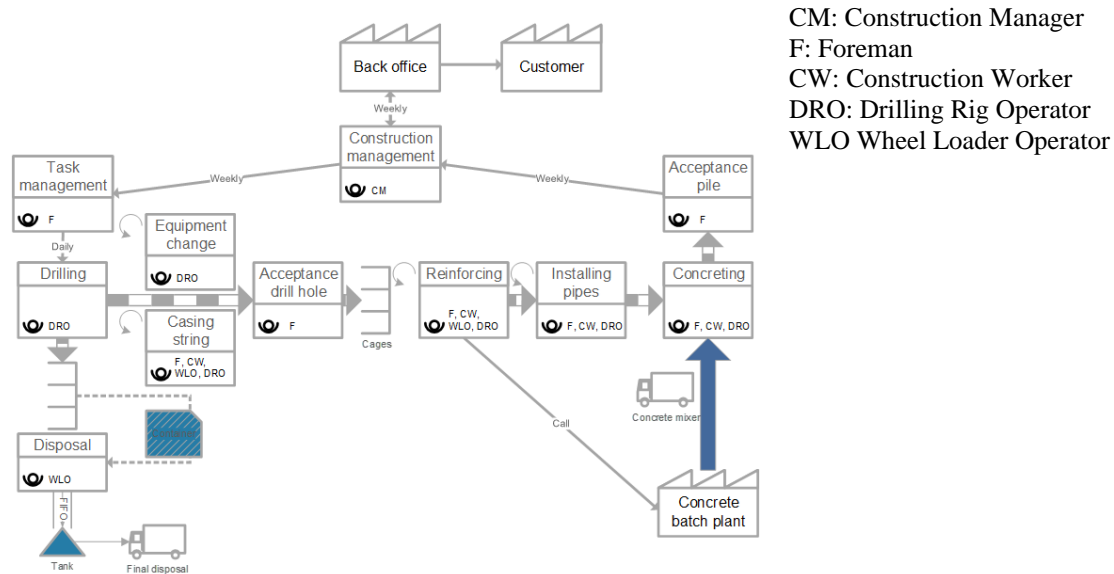 CM: Construction Manager
F: Foreman
CW: Construction Worker
DRO: Drilling Rig Operator
WLO Wheel Loader Operator
Back office
Customer
Weekly
Construction
management
CM
Weekly
Weekly
Task
management
F
Daily
Acceptance
pile
F
Equipment
change
DRO
Drilling
DRO
Acceptance
drill hole
F
Cages
Reinforcing
F, CW,
WLO, DRO
Installing
pipes
F, CW, DRO
Concreting
F, CW, DRO
Casing
string
F, CW,
WLO, DRO
Concrete mixer
Call
Container
Disposal
WLO
FIFO
Tank
Final disposal
Concrete
batch plant